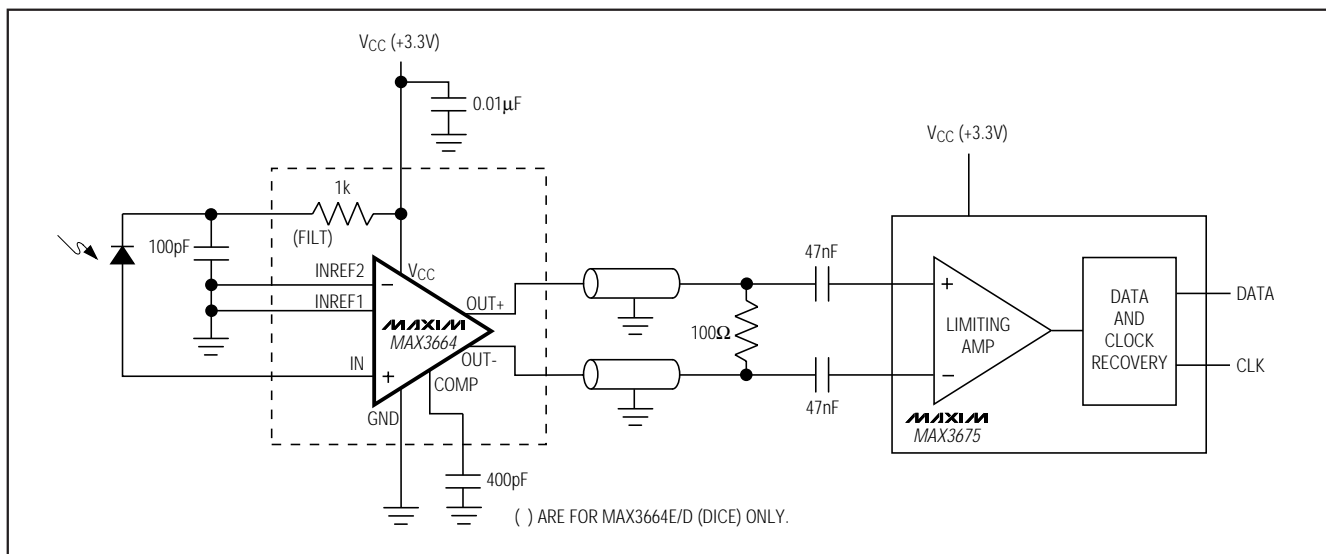 VCC (+3.3V)
0.01μF
VCC (+3.3V)
1k
(FILT)
100pF
INREF2
VCC
−
INREF1
OUT+
MAXIM
MAX3664
OUT-
IN
+
COMP
GND
400pF
47nF
100Ω
47nF
+
LIMITING
AMP
−
DATA
AND
CLOCK
RECOVERY
DATA
CLK
MAXIM
MAX3675
( ) ARE FOR MAX3664E/D (DICE) ONLY.